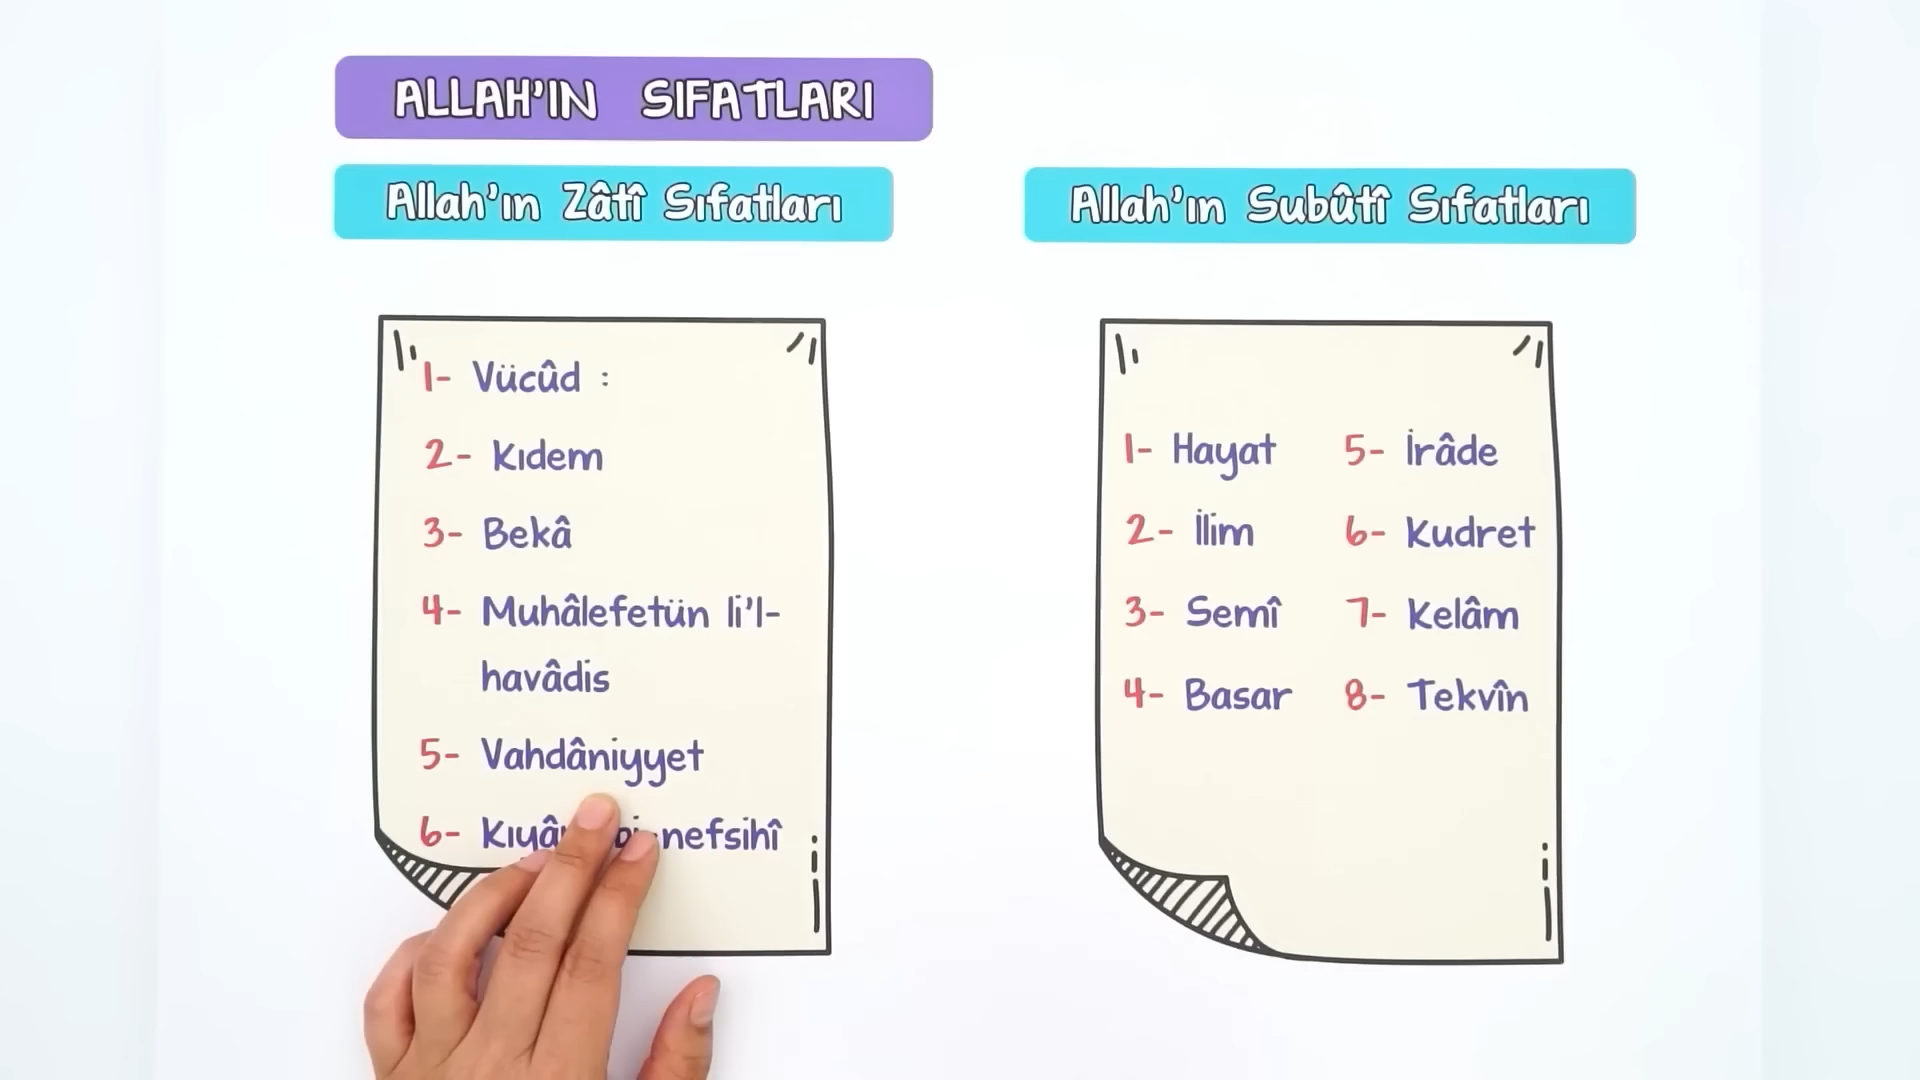 ALLAH'IN SIFATLARI
Allah'ın Zâtî Sıfatları
1- Vücûd :
2- Kıdem
3- Bekâ
4- Muhâlefetün li'l-
havâdis
5- Vahdâniyyet
6- nefsihî
Allah'ın Subûtî Sıfatları
1- Hayat
2- İlim
3- Semî
4- Basar
5- İrâde
6- Kudret
7- Kelâm
8- Tekvîn